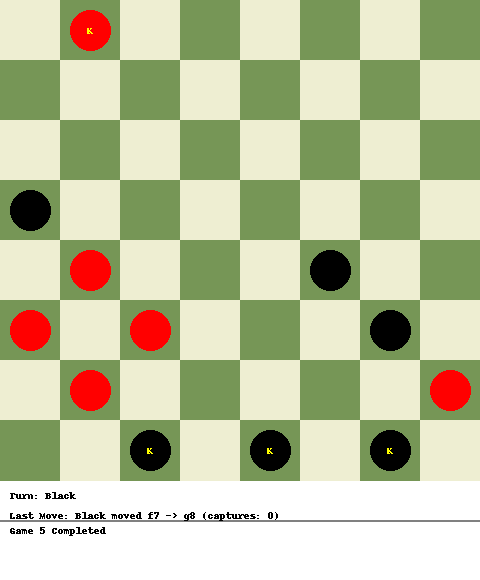 K
K K K
Turn: Black
Last Move: Black moved f7 -> g8 (captures: 0)
Game 5 Completed